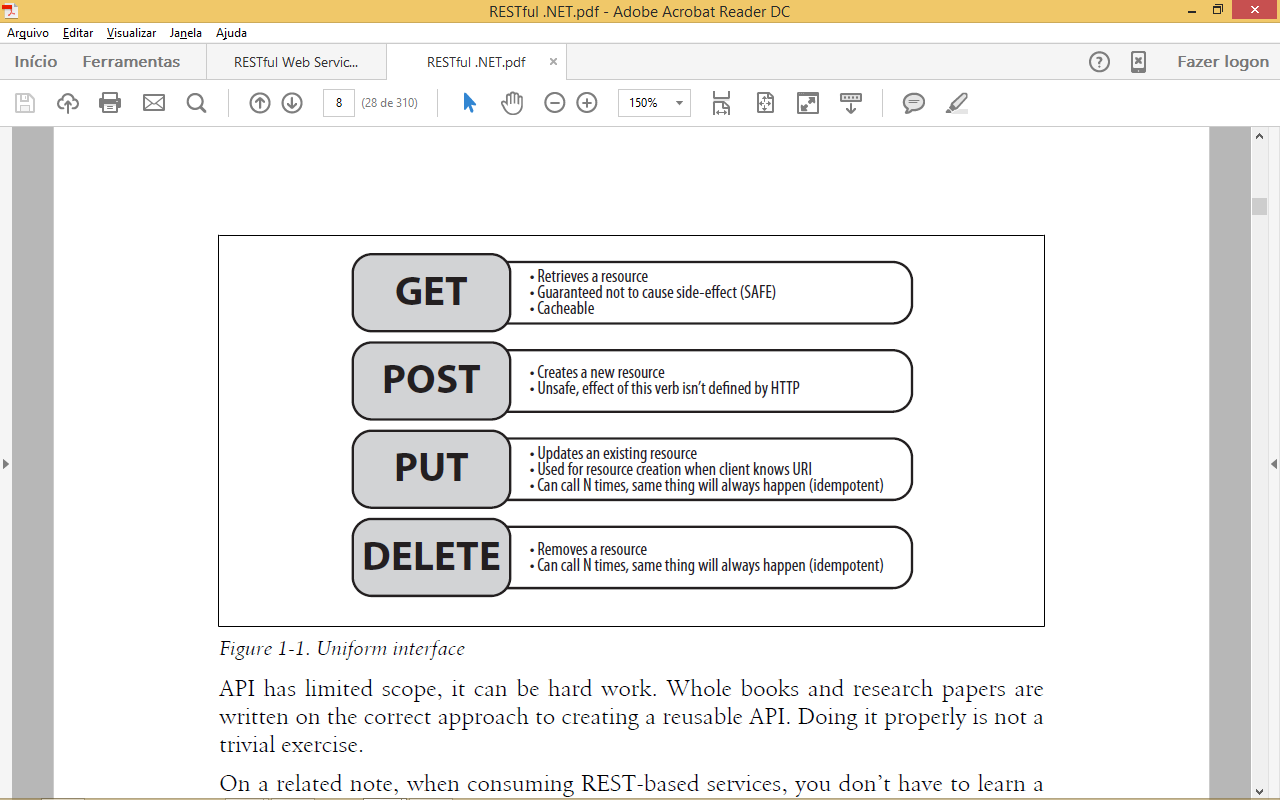 RESTful .NET.pdf - Adobe Acrobat Reader DC
Arquivo Editar Visualizar Janela Ajuda
Início Ferramentas RESTful Web Servic... RESTful .NET.pdf × ? Fazer logon
8 (28 de 310) 150%
GET
• Retrieves a resource
• Guaranteed not to cause side-effect (SAFE)
• Cacheable
POST
• Creates a new resource
• Unsafe, effect of this verb isn't defined by HTTP
PUT
• Updates an existing resource
• Used for resource creation when client knows URI
• Can call N times, same thing will always happen (idempotent)
DELETE
• Removes a resource
• Can call N times, same thing will always happen (idempotent)
Figure 1-1. Uniform interface
API has limited scope, it can be hard work. Whole books and research papers are
written on the correct approach to creating a reusable API. Doing it properly is not a
trivial exercise.
On a related note, when consuming REST-based services, you don't have to learn a